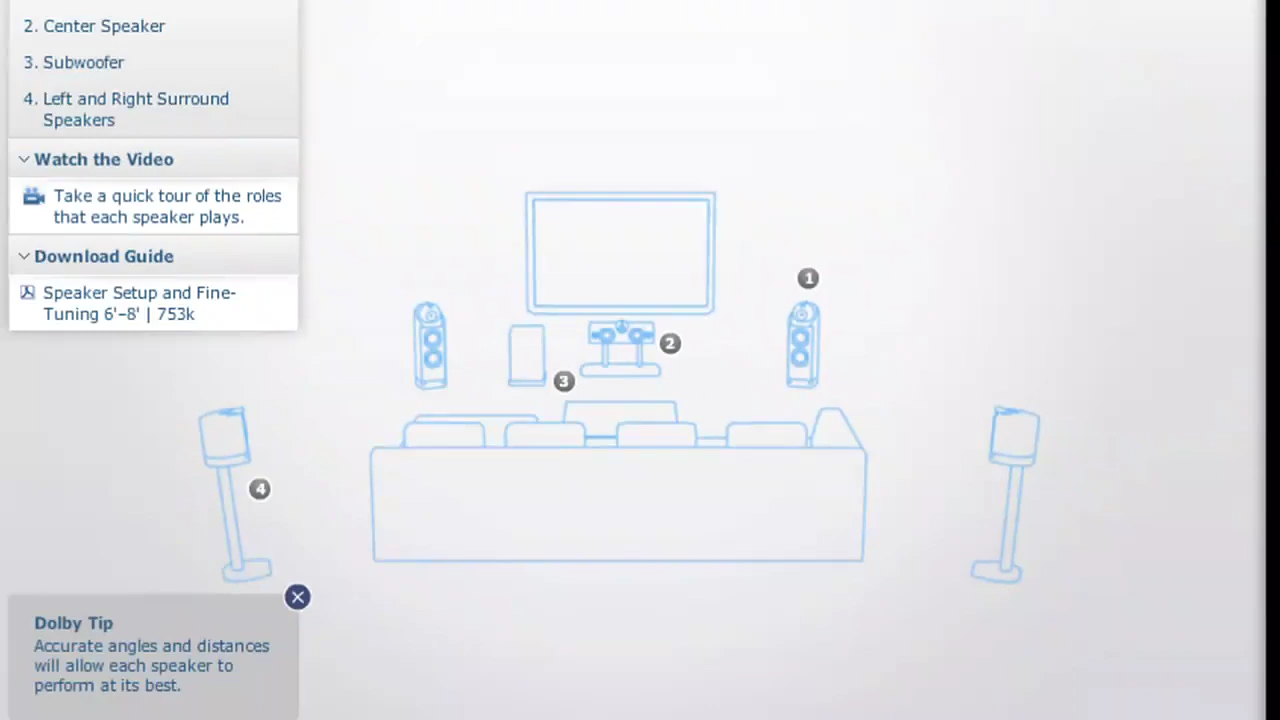 2. Center Speaker
3. Subwoofer
4. Left and Right Surround
Speakers
Watch the Video
Take a quick tour of the roles
that each speaker plays.
Download Guide
Speaker Setup and Fine-
Tuning 6'–8' | 753k
1
2
3
4
Dolby Tip
Accurate angles and distances
will allow each speaker to
perform at its best.